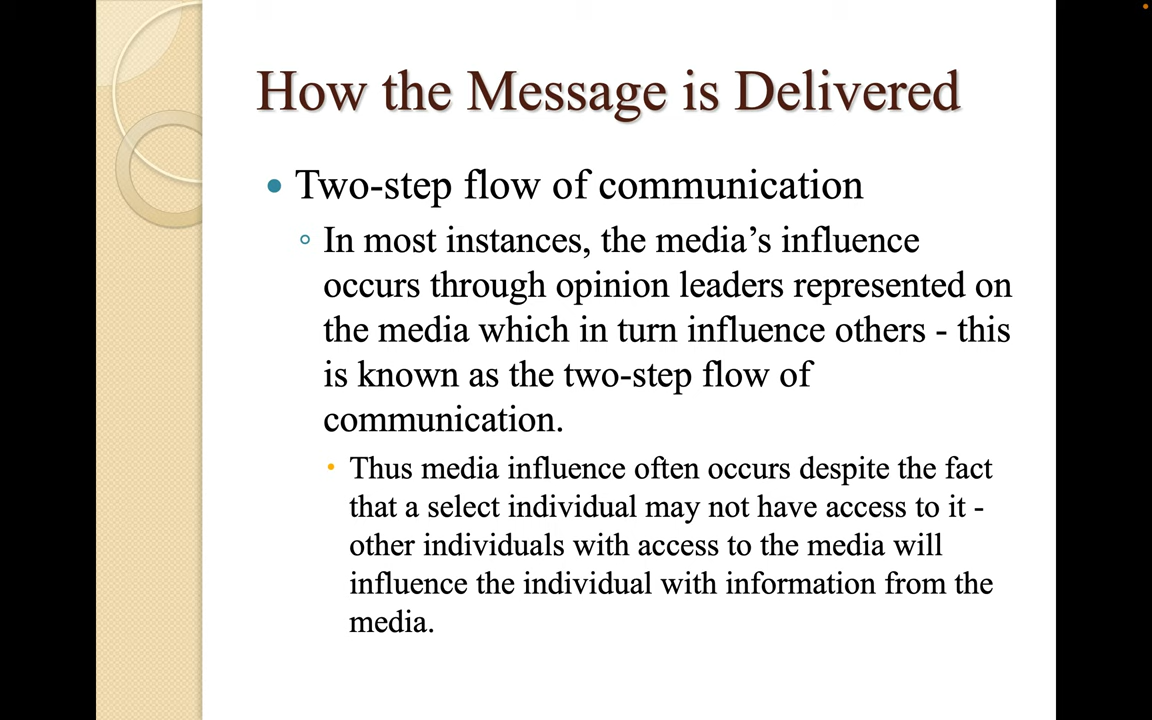 How the Message is Delivered
• Two-step flow of communication
◦ In most instances, the media’s influence
occurs through opinion leaders represented on
the media which in turn influence others - this
is known as the two-step flow of
communication.
• Thus media influence often occurs despite the fact
that a select individual may not have access to it -
other individuals with access to the media will
influence the individual with information from the
media.